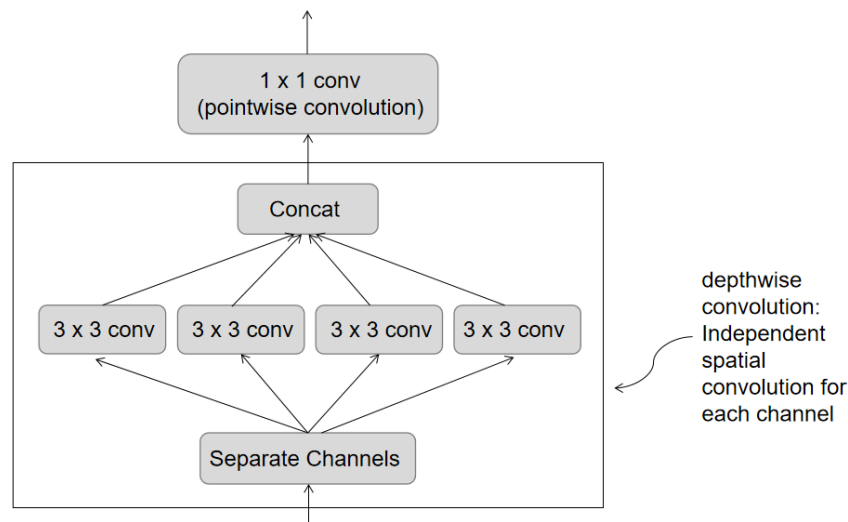 1 x 1 conv
(pointwise convolution)
Concat
3 x 3 conv
3 x 3 conv
3 x 3 conv
3 x 3 conv
Separate Channels
depthwise
convolution:
Independent
spatial
convolution for
each channel